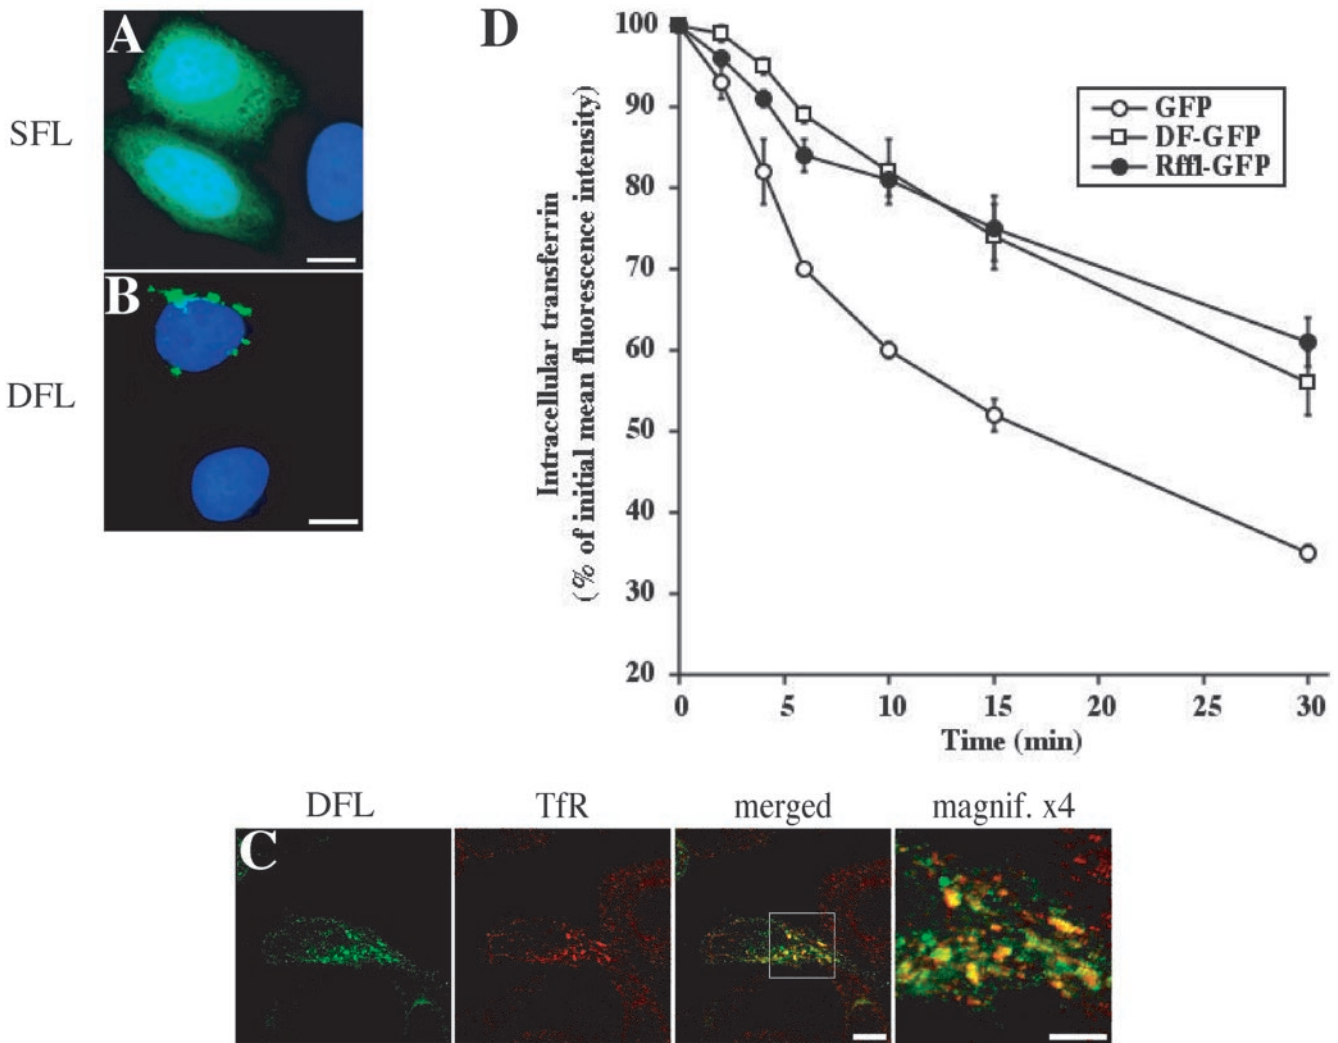 A
SFL
B
DFL
D
100
90
80
70
60
50
40
30
20
Intracellular transferrin
(% of initial mean fluorescence intensity)
GFP
DF-GFP
Rffl-GFP
0 5 10 15 20 25 30
Time (min)
DFL TfR merged magnif. x4
C